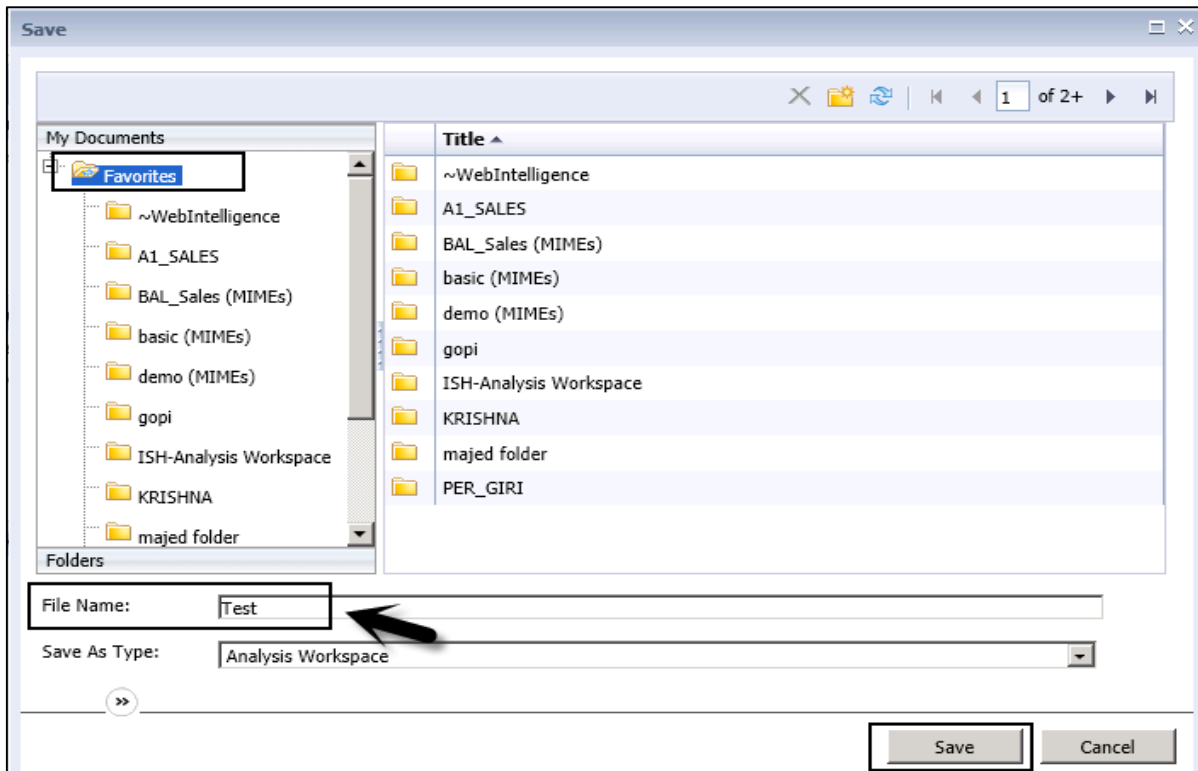 Save
1 of 2+
My Documents
Favorites
~WebIntelligence
A1_SALES
BAL_Sales (MIMEs)
basic (MIMEs)
demo (MIMEs)
gopi
ISH-Analysis Workspace
KRISHNA
majed folder
Folders
Title
~WebIntelligence
A1_SALES
BAL_Sales (MIMEs)
basic (MIMEs)
demo (MIMEs)
gopi
ISH-Analysis Workspace
KRISHNA
majed folder
PER_GIRI
File Name: Test
Save As Type: Analysis Workspace
Save Cancel